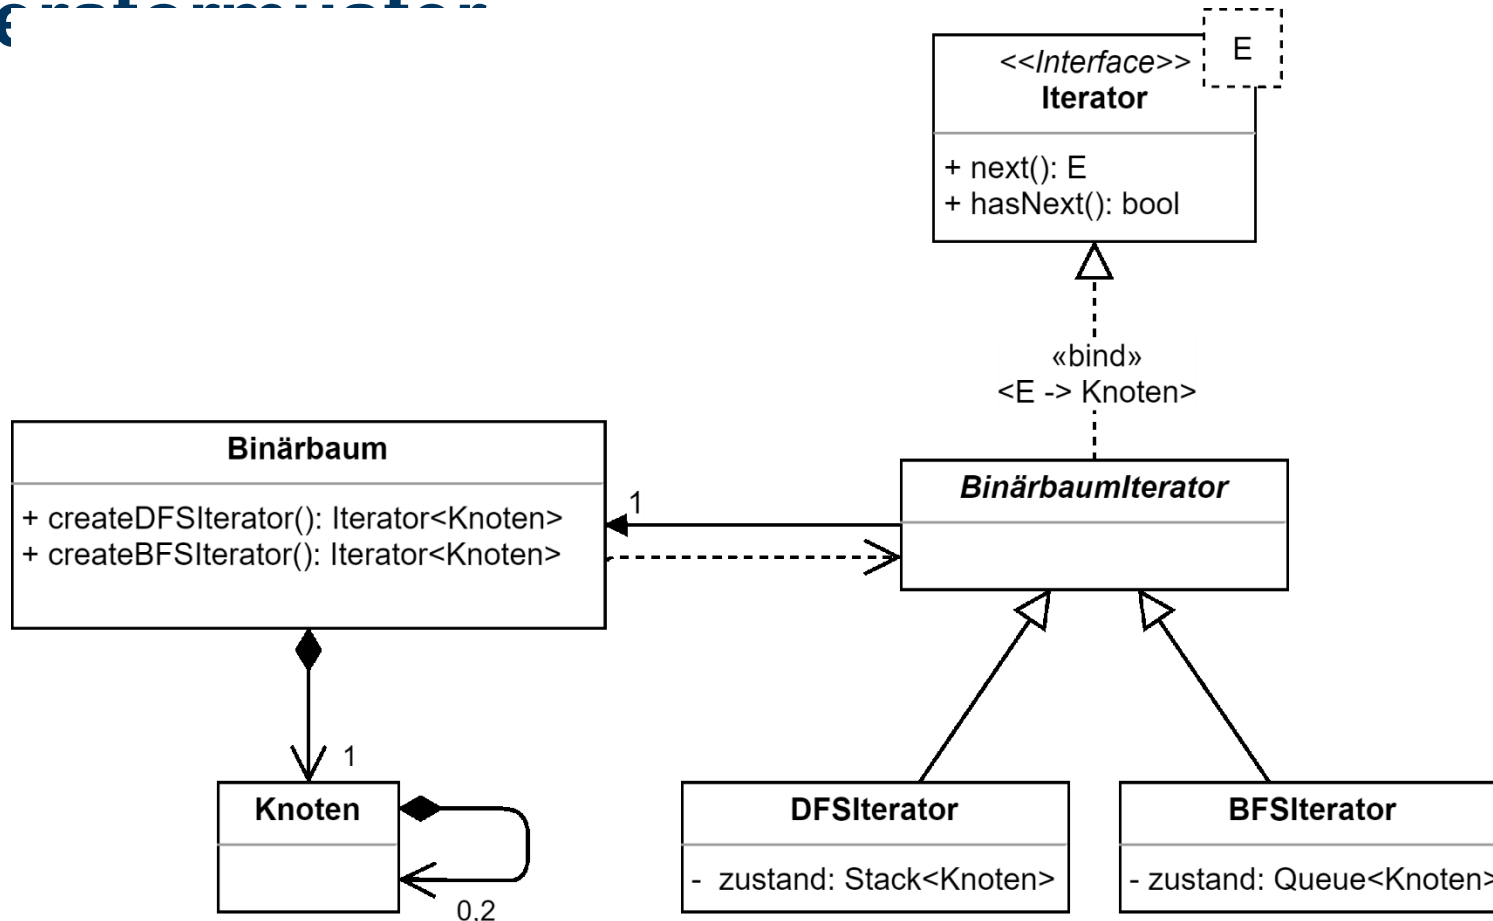 <<Interface>>
Iterator
E
+ next(): E
+ hasNext(): bool
«bind»
<E -> Knoten>
Binärbaum
+ createDFSIterator(): Iterator<Knoten>
+ createBFSIterator(): Iterator<Knoten>
1
BinärbaumIterator
1
Knoten
0.2
DFSIterator
- zustand: Stack<Knoten>
BFSIterator
- zustand: Queue<Knoten>